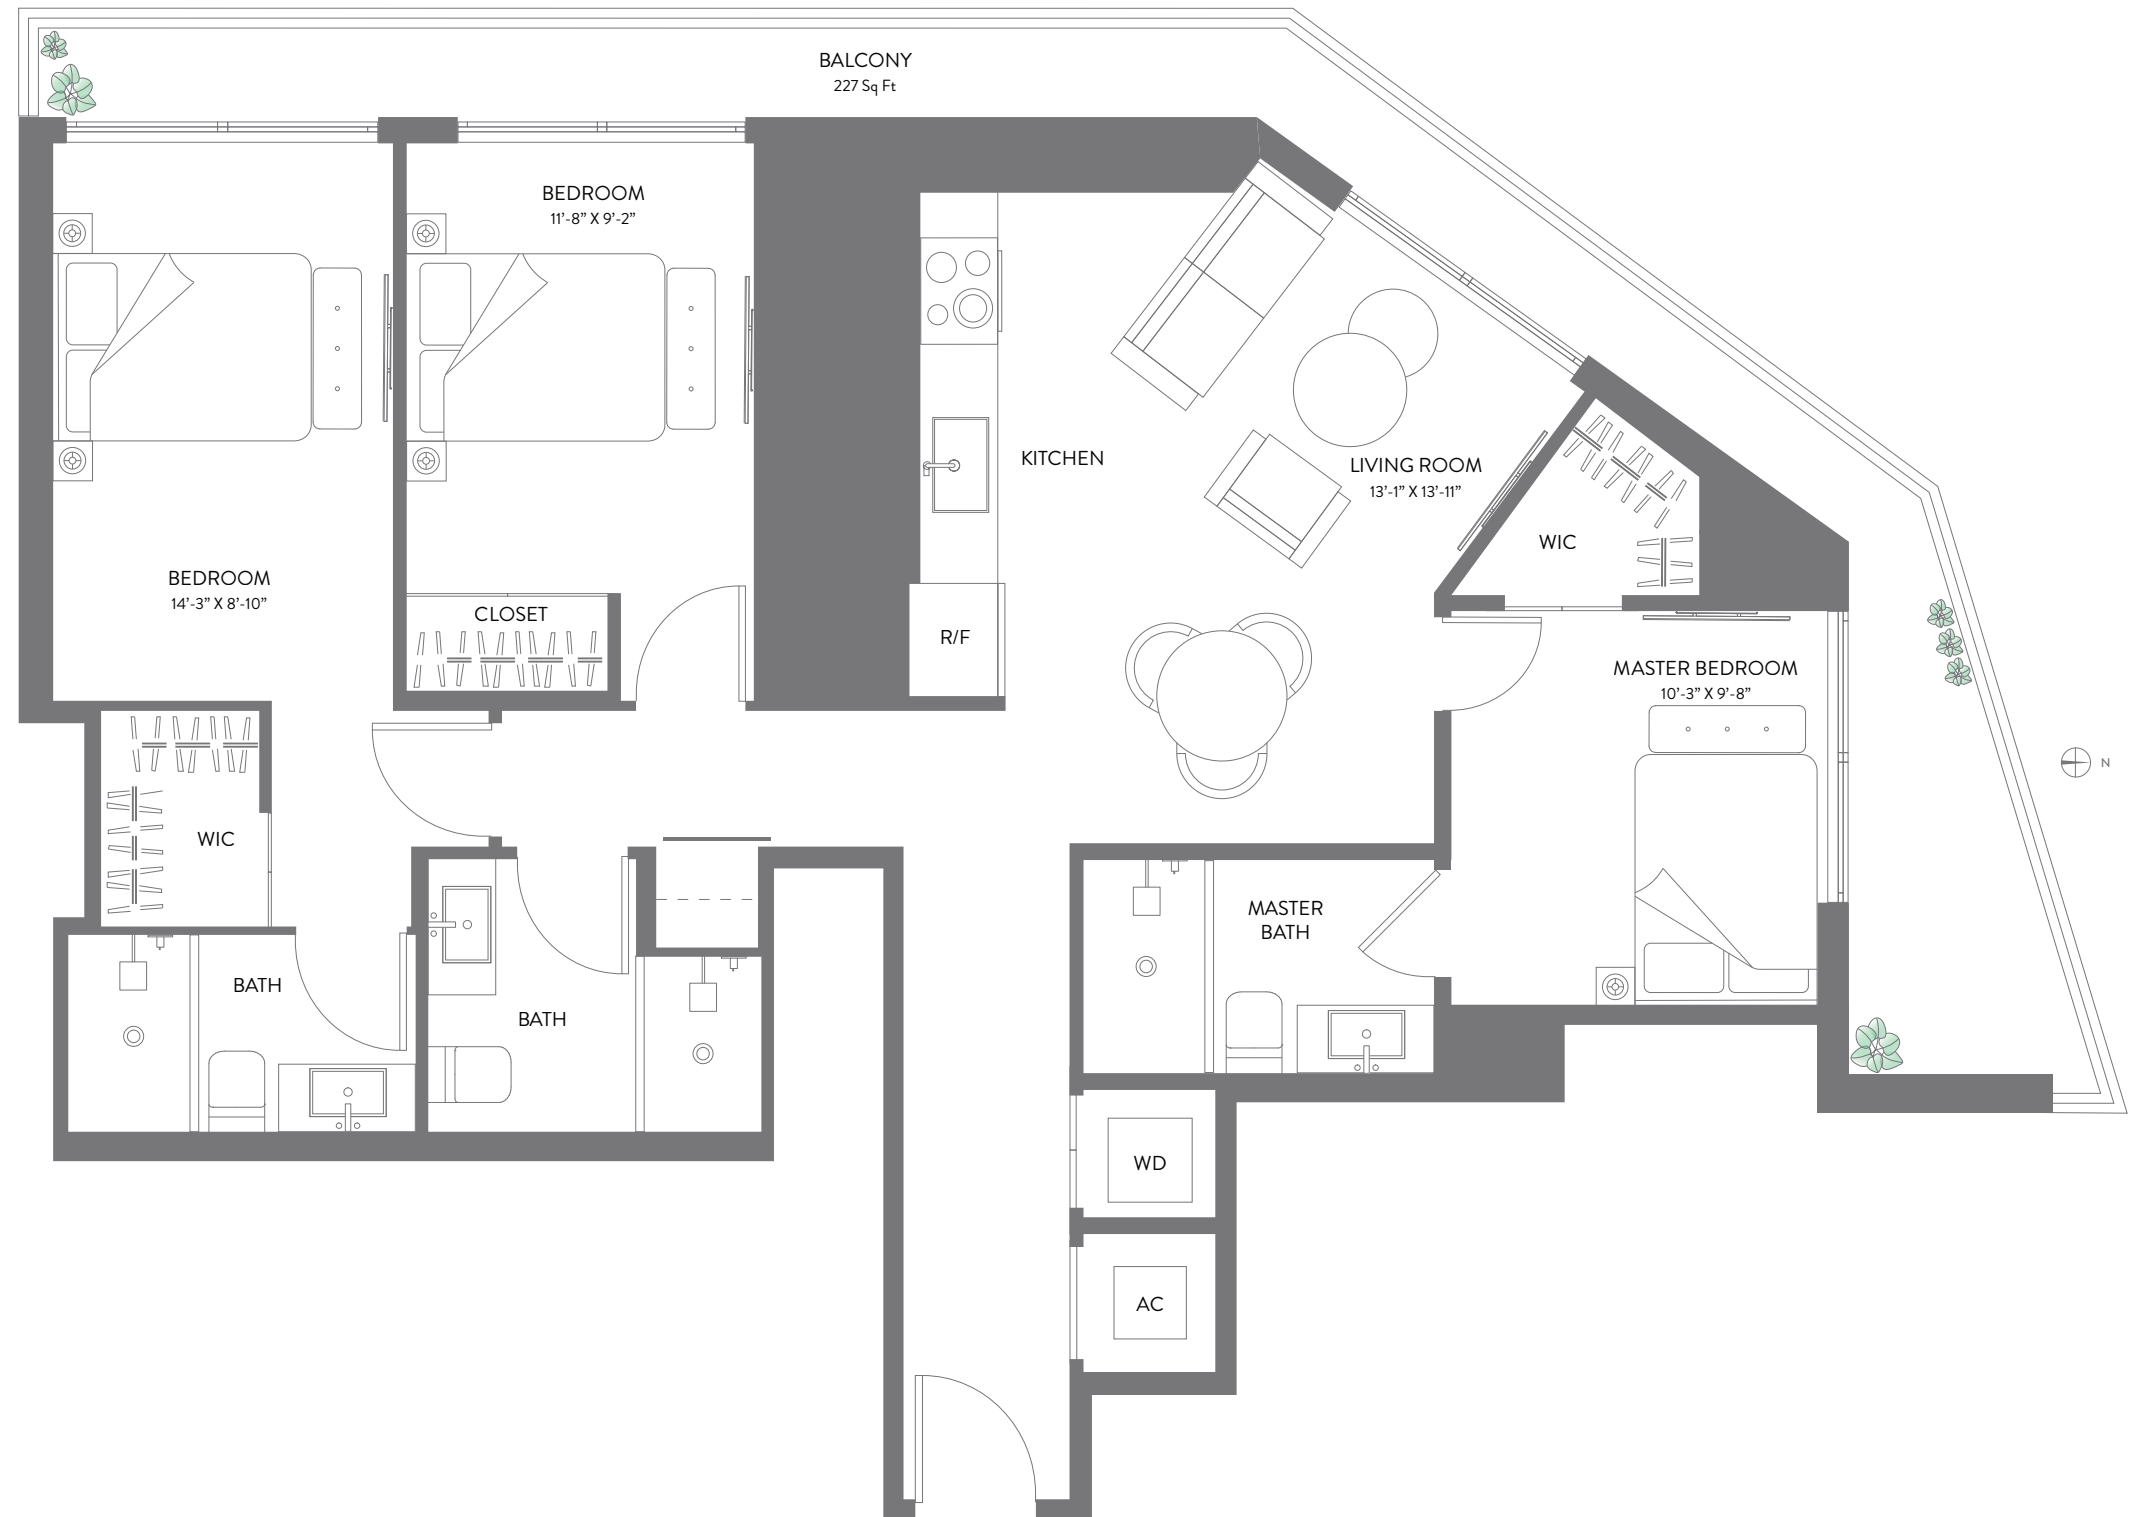 BALCONY
227 Sq Ft
BEDROOM
11’-8” X 9’-2”
KITCHEN
LIVING ROOM
13’-1” X 13’-11”
WIC
BEDROOM
14’-3” X 8’-10”
CLOSET
R/F
MASTER BEDROOM
10’-3” X 9’-8”
N
WIC
MASTER
BATH
BATH
BATH
WD
AC